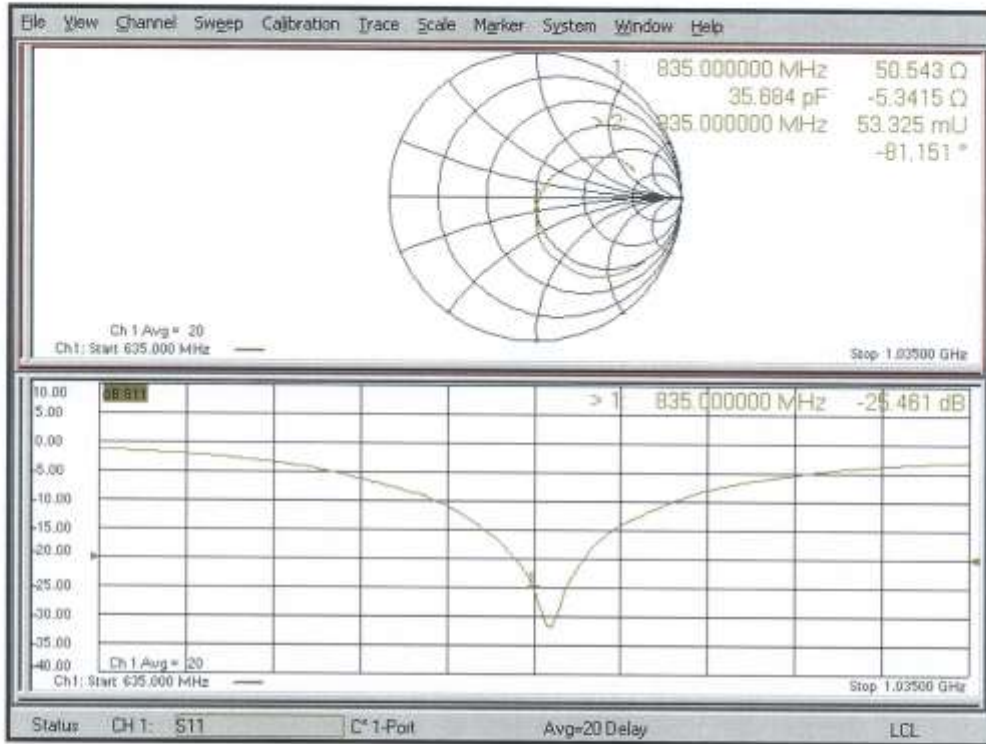 File View Channel Sweep Calibration Trace Scale Marker System Window Help
1: 835.000000 MHz 50.543 Ω
35.684 pF -5.3415 Ω
> 2: 835.000000 MHz 53.325 mU
-81.151 °
Ch 1 Avg = 20
Ch1: Start 635.000 MHz
Stop 1.03500 GHz
10.00
dB S11
> 1: 835.000000 MHz -25.461 dB
5.00
0.00
-5.00
-10.00
-15.00
-20.00
-25.00
-30.00
-35.00
-40.00
Ch 1 Avg = 20
Ch1: Start 635.000 MHz
Stop 1.03500 GHz
Status CH 1: S11 C* 1-Port Avg=20 Delay LCL